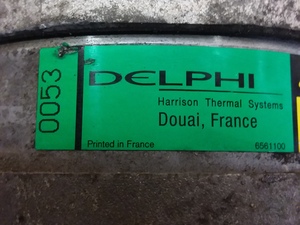 0053
DELPHI
Harrison Thermal Systems
Douai, France
Printed in France 6561100